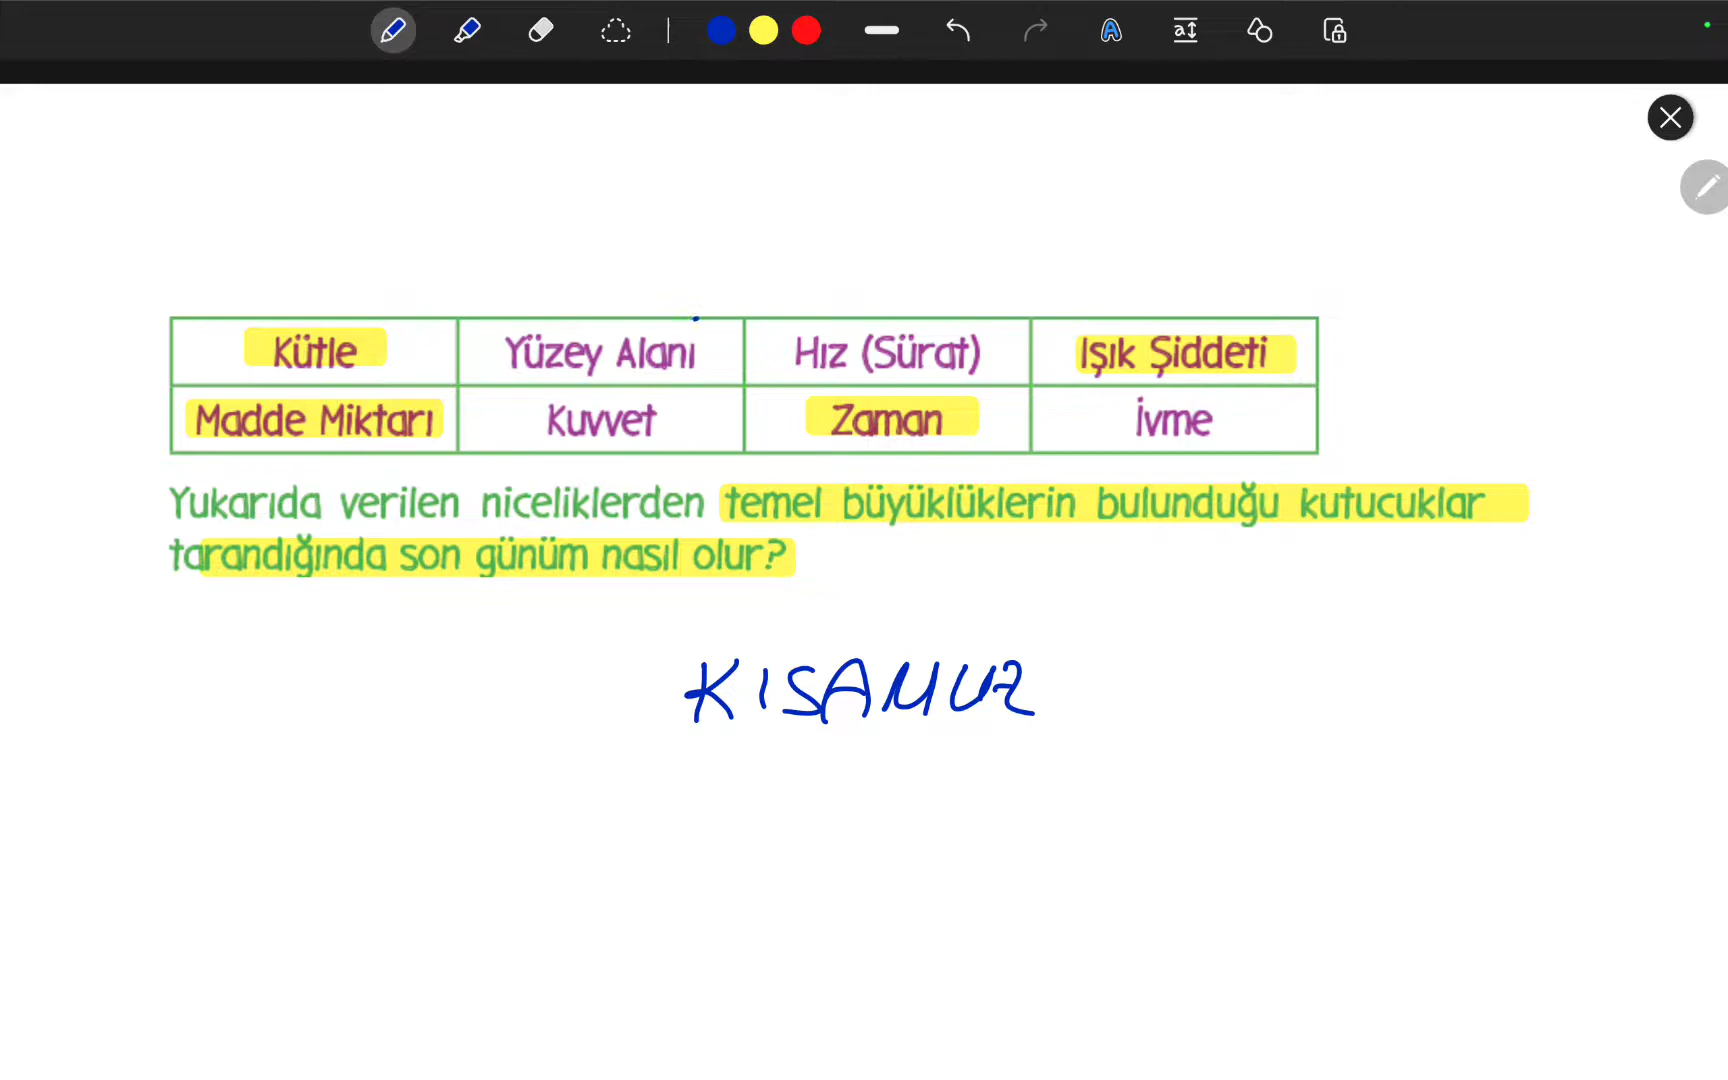 Kütle Yüzey Alanı Hız (Sürat) Işık Şiddeti
Madde Miktarı Kuvvet Zaman İvme
Yukarıda verilen niceliklerden temel büyüklüklerin bulunduğu kutucuklar
tarandığında son günüm nasıl olur?
KISAMUZ